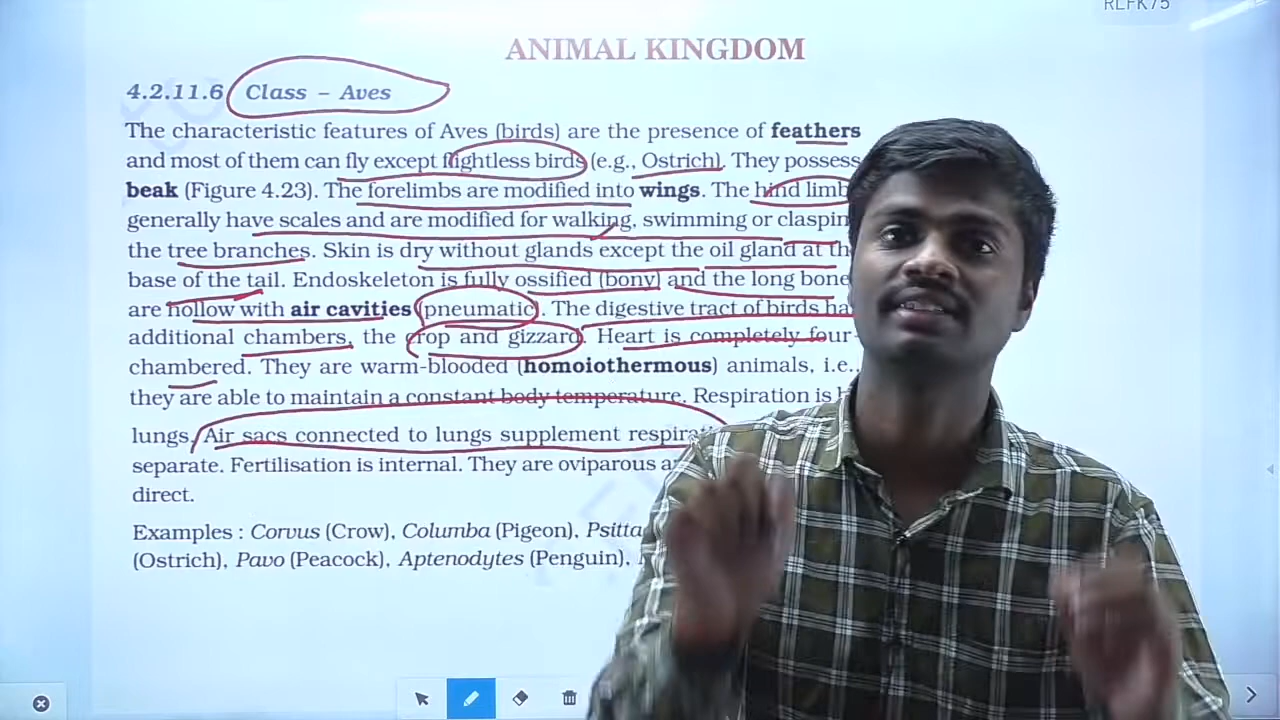 RLFK75
ANIMAL KINGDOM
4.2.11.6 Class – Aves
The characteristic features of Aves (birds) are the presence of feathers
and most of them can fly except flightless birds (e.g., Ostrich). They possess
beak (Figure 4.23). The forelimbs are modified into wings. The hind limb
generally have scales and are modified for walking, swimming or claspin
the tree branches. Skin is dry without glands except the oil gland at th
base of the tail. Endoskeleton is fully ossified (bony) and the long bone
are hollow with air cavities (pneumatic). The digestive tract of birds ha
additional chambers, the crop and gizzard. Heart is completely four-
chambered. They are warm-blooded (homoiothermous) animals, i.e.,
they are able to maintain a constant body temperature. Respiration is b
lungs. Air sacs connected to lungs supplement respirati
separate. Fertilisation is internal. They are oviparous a
direct.
Examples : Corvus (Crow), Columba (Pigeon), Psitta
(Ostrich), Pavo (Peacock), Aptenodytes (Penguin),